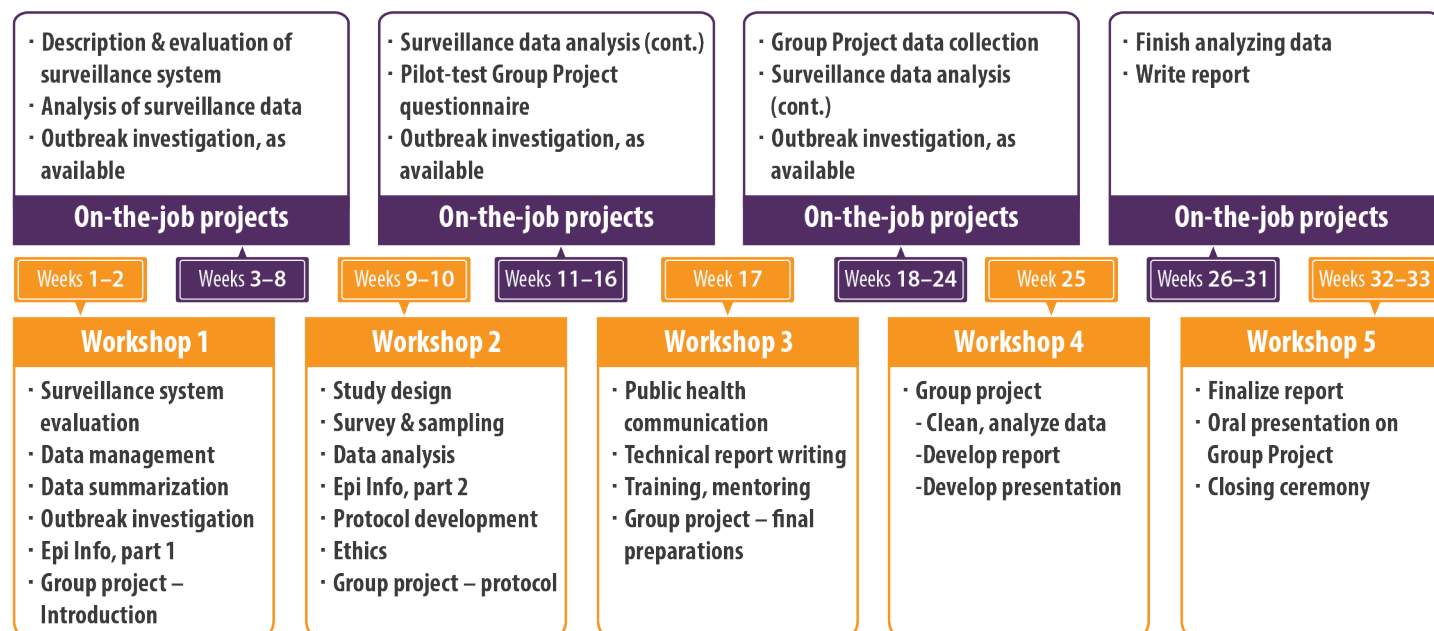 · Description & evaluation of
surveillance system
· Analysis of surveillance data
· Outbreak investigation, as
available
On-the-job projects
· Surveillance data analysis (cont.)
· Pilot-test Group Project
questionnaire
· Outbreak investigation, as
available
On-the-job projects
· Group Project data collection
· Surveillance data analysis
(cont.)
· Outbreak investigation, as
available
On-the-job projects
· Finish analyzing data
· Write report
On-the-job projects
Weeks 1–2
Weeks 3–8
Weeks 9–10
Weeks 11–16
Week 17
Weeks 18–24
Week 25
Weeks 26–31
Weeks 32–33
Workshop 1
· Surveillance system
evaluation
· Data management
· Data summarization
· Outbreak investigation
· Epi Info, part 1
· Group project –
Introduction
Workshop 2
· Study design
· Survey & sampling
· Data analysis
· Epi Info, part 2
· Protocol development
· Ethics
· Group project – protocol
Workshop 3
· Public health
communication
· Technical report writing
· Training, mentoring
· Group project – final
preparations
Workshop 4
· Group project
- Clean, analyze data
-Develop report
-Develop presentation
Workshop 5
· Finalize report
· Oral presentation on
Group Project
· Closing ceremony